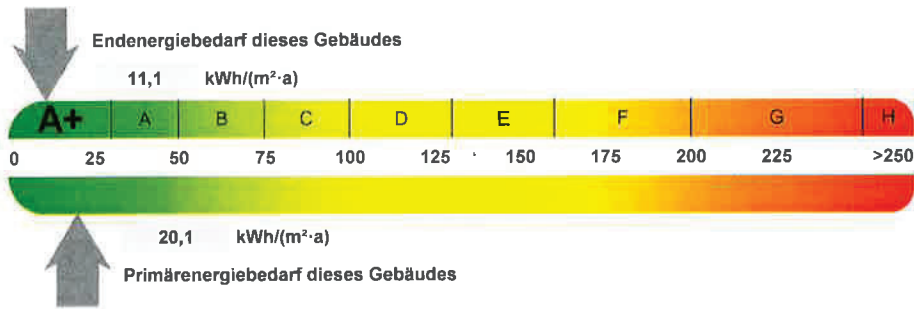 Endenergiebedarf dieses Gebäudes
11,1 kWh/(m²·a)
A+ A B C D E F G H
0 25 50 75 100 125 150 175 200 225 >250
20,1 kWh/(m²·a)
Primärenergiebedarf dieses Gebäudes